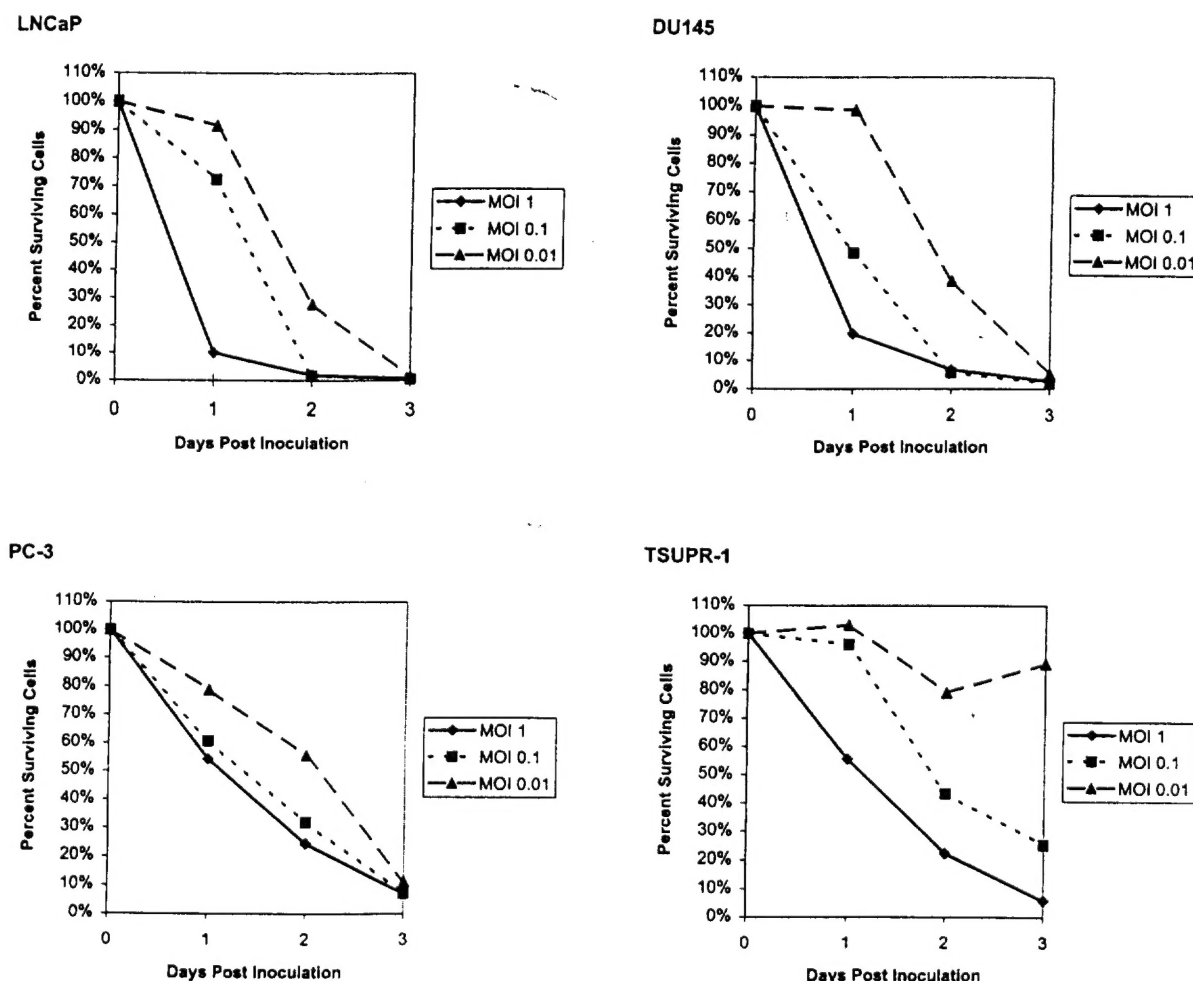 LNCaP
110%
100%
90%
80%
70%
60%
50%
40%
30%
20%
10%
0%
Percent Surviving Cells
0 1 2 3
Days Post Inoculation
MOI 1
MOI 0.1
MOI 0.01
DU145
110%
100%
90%
80%
70%
60%
50%
40%
30%
20%
10%
0%
Percent Surviving Cells
0 1 2 3
Days Post Inoculation
MOI 1
MOI 0.1
MOI 0.01
PC-3
110%
100%
90%
80%
70%
60%
50%
40%
30%
20%
10%
0%
Percent Surviving Cells
0 1 2 3
Days Post Inoculation
MOI 1
MOI 0.1
MOI 0.01
TSUPR-1
110%
100%
90%
80%
70%
60%
50%
40%
30%
20%
10%
0%
Percent Surviving Cells
0 1 2 3
Days Post Inoculation
MOI 1
MOI 0.1
MOI 0.01